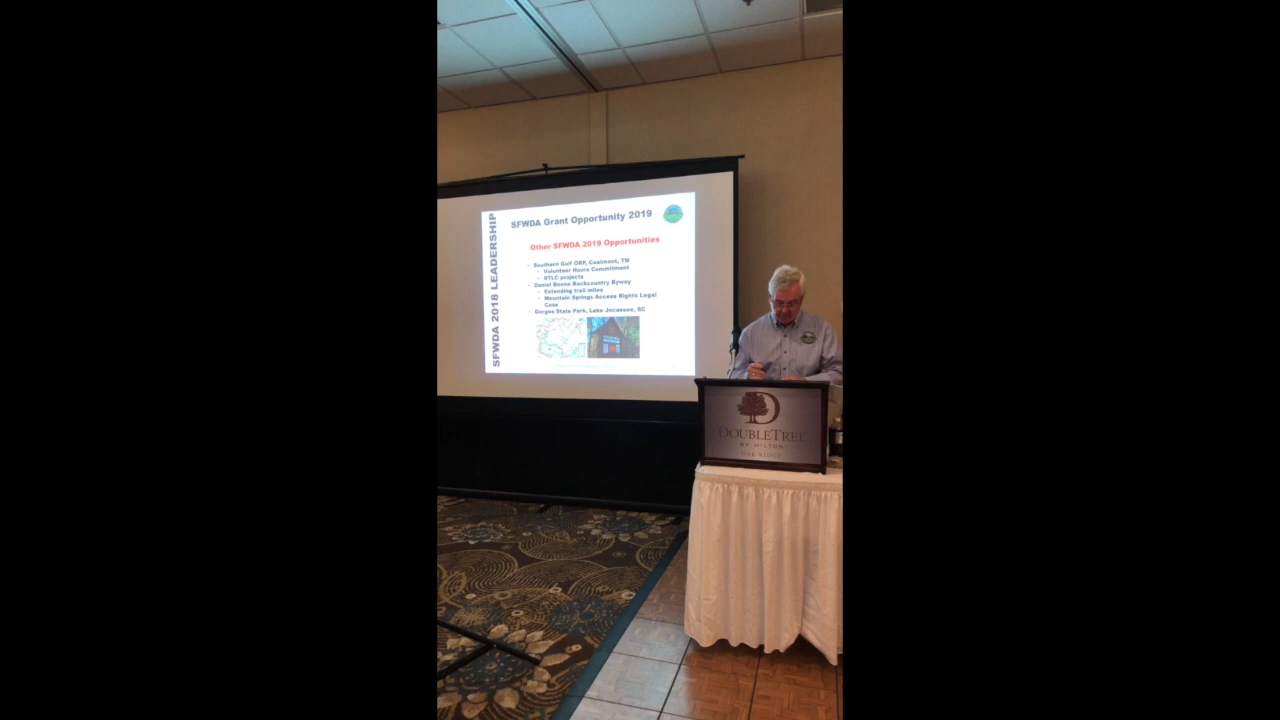 SFWDA 2018 LEADERSHIP
SFWDA Grant Opportunity 2019
Other SFWDA 2019 Opportunities
Southern Gulf ORP, Coalmont, TN
Volunteer Hours Commitment
STLC projects
Daniel Boone Backcountry Byway
Extending trail miles
Mountain Springs Access Rights Legal
Case
Gorges State Park, Lake Jocassee, SC
D
DOUBLETREE
BY HILTON
OAK RIDGE